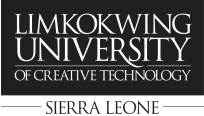 LIMKOKWING
UNIVERSITY
OF CREATIVE TECHNOLOGY
SIERRA LEONE